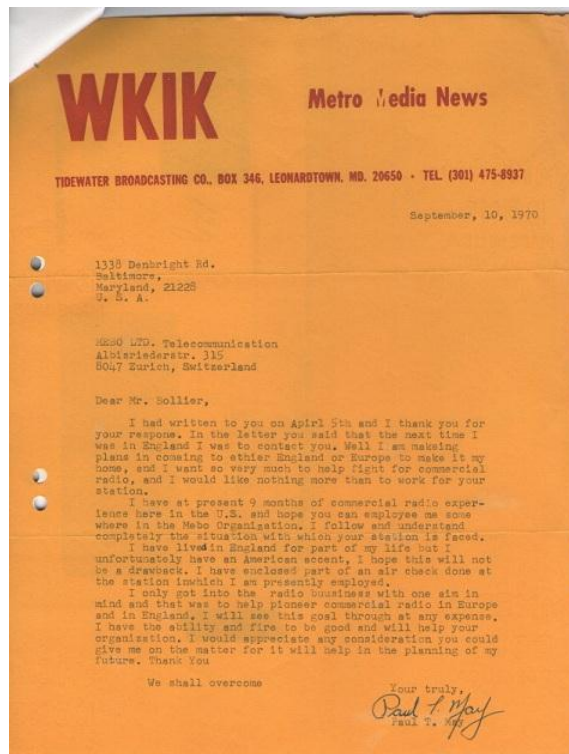 WKIK
Metro Media News
TIDEWATER BROADCASTING CO., BOX 346, LEONARDTOWN, MD. 20650 • TEL. (301) 475-8937
September, 10, 1970
1338 Denbright Rd.
Baltimore,
Maryland, 21228
U. S. A.
MEBO LTD. Telecommunication
Albisriederstr. 315
8047 Zurich, Switzerland
Dear Mr. Bollier,
I had written to you on Apirl 5th and I thank you for
your respone. In the letter you said that the next time I
was in England I was to contact you. Well I am makeing
plans in comeing to ethier England or Europe to make it my
home, and I want so very much to help fight for commercial
radio, and I would like nothing more than to work for your
station.
I have at present 9 months of commercial radio exper-
ience here in the U.S. and hope you can employee me some
where in the Mebo Organization. I follow and understand
completely the situation with which your station is faced.
I have lived in England for part of my life but I
unfortunately have an American accent, I hope this will not
be a drawback. I have enclosed part of an air check done at
the station inwhich I am presently employed.
I only got into the radio buusiness with one aim in
mind and that was to help pioneer commercial radio in Europe
and in England. I will see this goal through at any expense.
I have the ability and fire to be good and will help your
organization. I would appreciate any consideration you could
give me on the matter for it will help in the planning of my
future. Thank You
We shall overcome
Your truly,
Paul T. May
Paul T. May